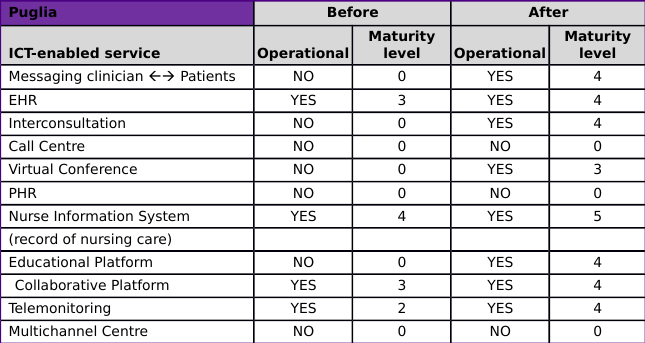 Puglia Before After
ICT-enabled service Operational Maturity level Operational Maturity level
Messaging clinician ←→ Patients NO 0 YES 4
EHR YES 3 YES 4
Interconsultation NO 0 YES 4
Call Centre NO 0 NO 0
Virtual Conference NO 0 YES 3
PHR NO 0 NO 0
Nurse Information System YES 4 YES 5
(record of nursing care)
Educational Platform NO 0 YES 4
Collaborative Platform YES 3 YES 4
Telemonitoring YES 2 YES 4
Multichannel Centre NO 0 NO 0